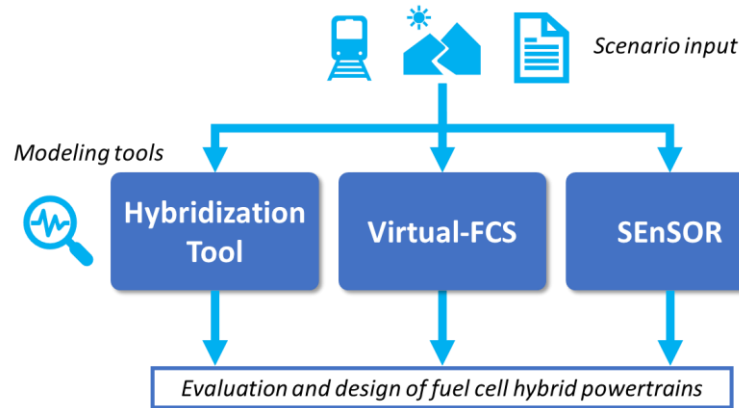 Scenario input
Modeling tools
Hybridization
Tool
Virtual-FCS
SEnSOR
Evaluation and design of fuel cell hybrid powertrains